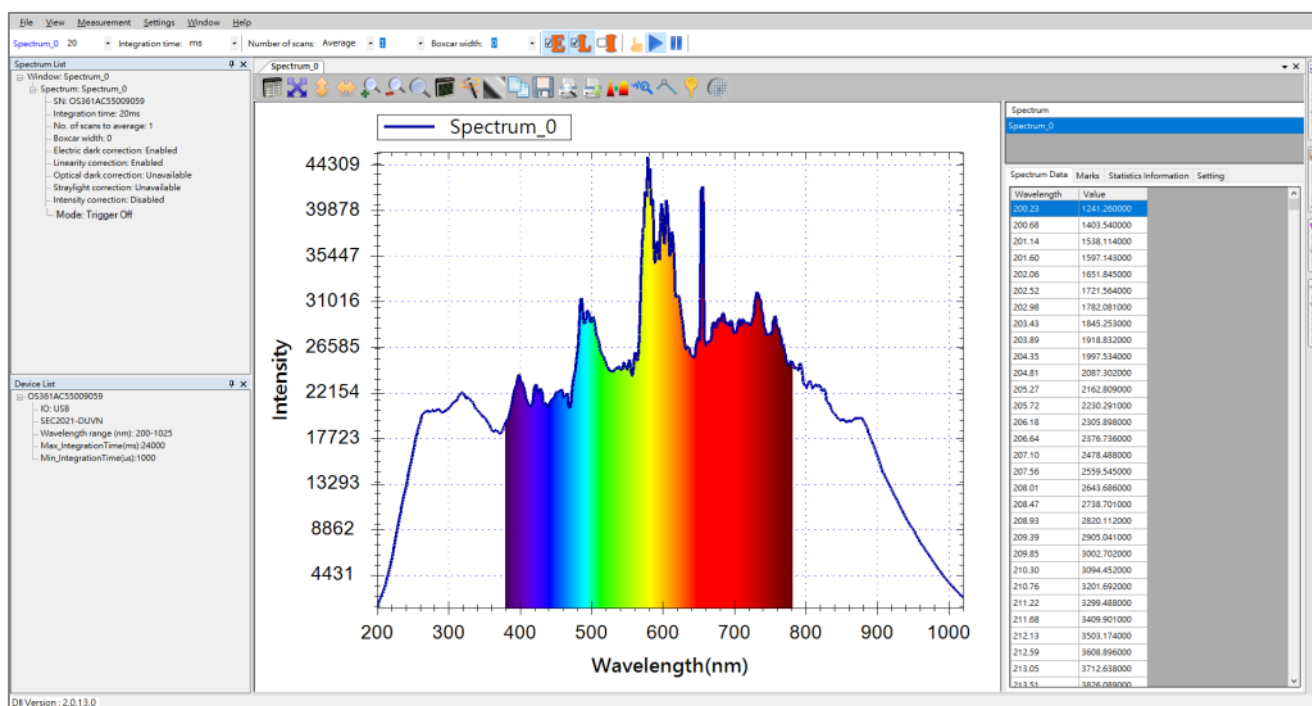 File View Measurement Settings Window Help
Spectrum_0 20 Integration time: ms Number of scans: Average 1 Boxcar width: 0 E L I
Spectrum List
Window: Spectrum_0
Spectrum: Spectrum_0
SN: OS361AC55009059
Integration time: 20ms
No. of scans to average: 1
Boxcar width: 0
Electric dark correction: Enabled
Linearity correction: Enabled
Optical dark correction: Unavailable
Straylight correction: Unavailable
Intensity correction: Disabled
Mode: Trigger Off
Device List
OS361AC55009059
IO: USB
SEC2021-DUVN
Wavelength range (nm): 200-1025
Max_IntegrationTime(ms):24000
Min_IntegrationTime(us):1000
Spectrum_0
Spectrum_0
44309
39878
35447
31016
26585
22154
17723
13293
8862
4431
Intensity
200 300 400 500 600 700 800 900 1000
Wavelength(nm)
Spectrum
Spectrum_0
Spectrum Data Marks Statistics Information Setting
Wavelength Value
200.23 1241.260000
200.68 1403.540000
201.14 1538.114000
201.60 1597.143000
202.06 1651.845000
202.52 1721.564000
202.98 1782.081000
203.43 1845.253000
203.89 1918.832000
204.35 1997.534000
204.81 2087.302000
205.27 2162.809000
205.72 2230.291000
206.18 2305.898000
206.64 2376.736000
207.10 2478.488000
207.56 2559.545000
208.01 2643.686000
208.47 2738.701000
208.93 2820.112000
209.39 2905.041000
209.85 3002.702000
210.30 3094.452000
210.76 3201.692000
211.22 3299.488000
211.68 3409.901000
212.13 3503.174000
212.59 3608.896000
213.05 3712.638000
213.51 3826.089000
Dll Version : 2.0.13.0